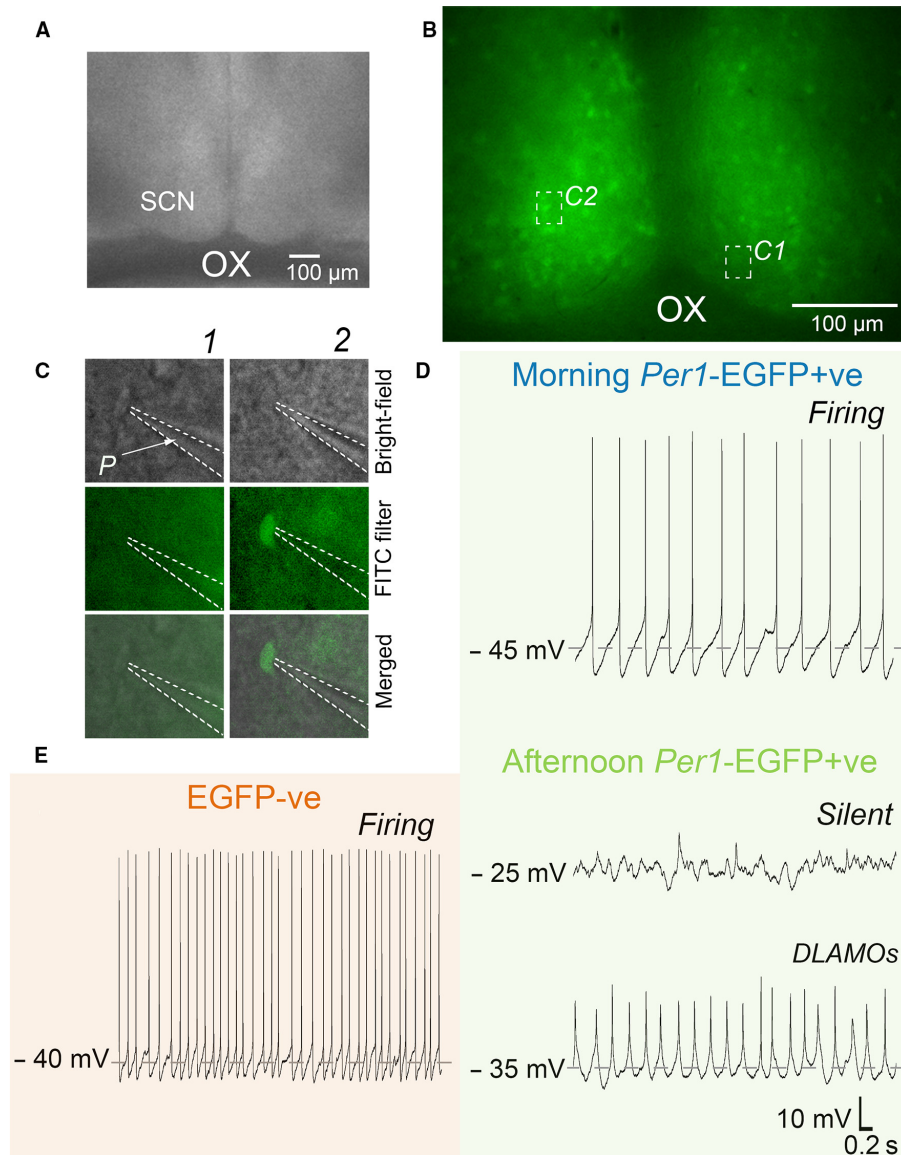 A
SCN
OX
100 µm
B
C2
C1
OX
100 µm
C
1
2
P
Bright-field
FITC filter
Merged
D
Morning Per1-EGFP+ve
Firing
– 45 mV
Afternoon Per1-EGFP+ve
Silent
– 25 mV
DLAMOs
– 35 mV
10 mV
0.2 s
E
EGFP-ve
Firing
– 40 mV